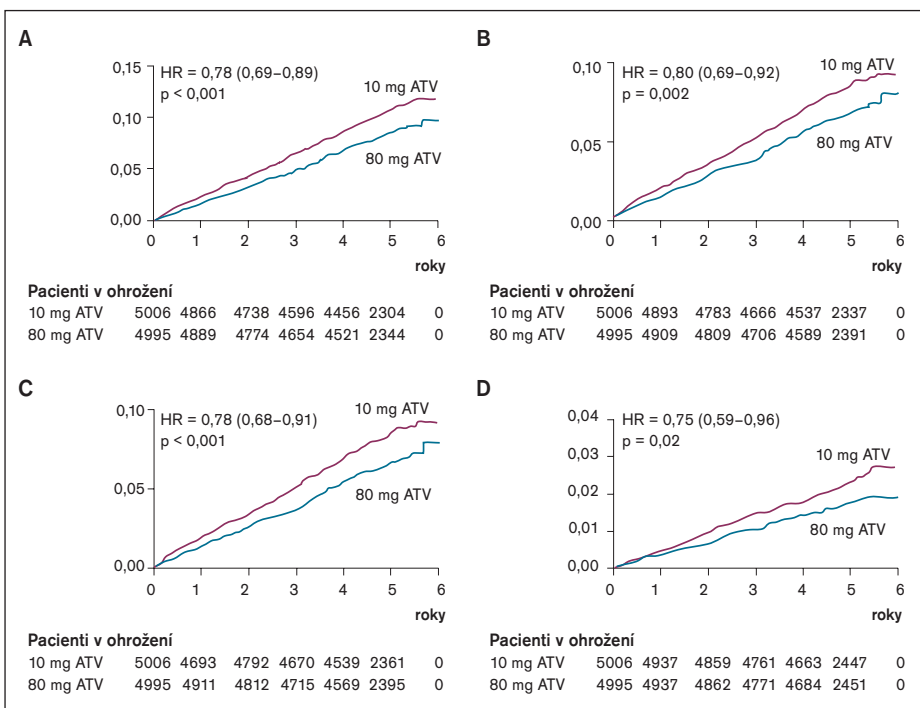 A
0,15
HR = 0,78 (0,69–0,89)
p < 0,001
10 mg ATV
0,10
80 mg ATV
0,05
0,00
0 1 2 3 4 5 6
roky
Pacienti v ohrožení
10 mg ATV 5006 4866 4738 4596 4456 2304 0
80 mg ATV 4995 4889 4774 4654 4521 2344 0
B
0,10
HR = 0,80 (0,69–0,92)
p = 0,002
10 mg ATV
0,05
80 mg ATV
0,00
0 1 2 3 4 5 6
roky
Pacienti v ohrožení
10 mg ATV 5006 4893 4783 4666 4537 2337 0
80 mg ATV 4995 4909 4809 4706 4589 2391 0
C
0,10
HR = 0,78 (0,68–0,91)
p < 0,001
10 mg ATV
0,05
80 mg ATV
0,00
0 1 2 3 4 5 6
roky
Pacienti v ohrožení
10 mg ATV 5006 4693 4792 4670 4539 2361 0
80 mg ATV 4995 4911 4812 4715 4569 2395 0
D
0,04
HR = 0,75 (0,59–0,96)
p = 0,02
0,03
10 mg ATV
0,02
80 mg ATV
0,01
0,00
0 1 2 3 4 5 6
roky
Pacienti v ohrožení
10 mg ATV 5006 4937 4859 4761 4663 2447 0
80 mg ATV 4995 4937 4862 4771 4684 2451 0